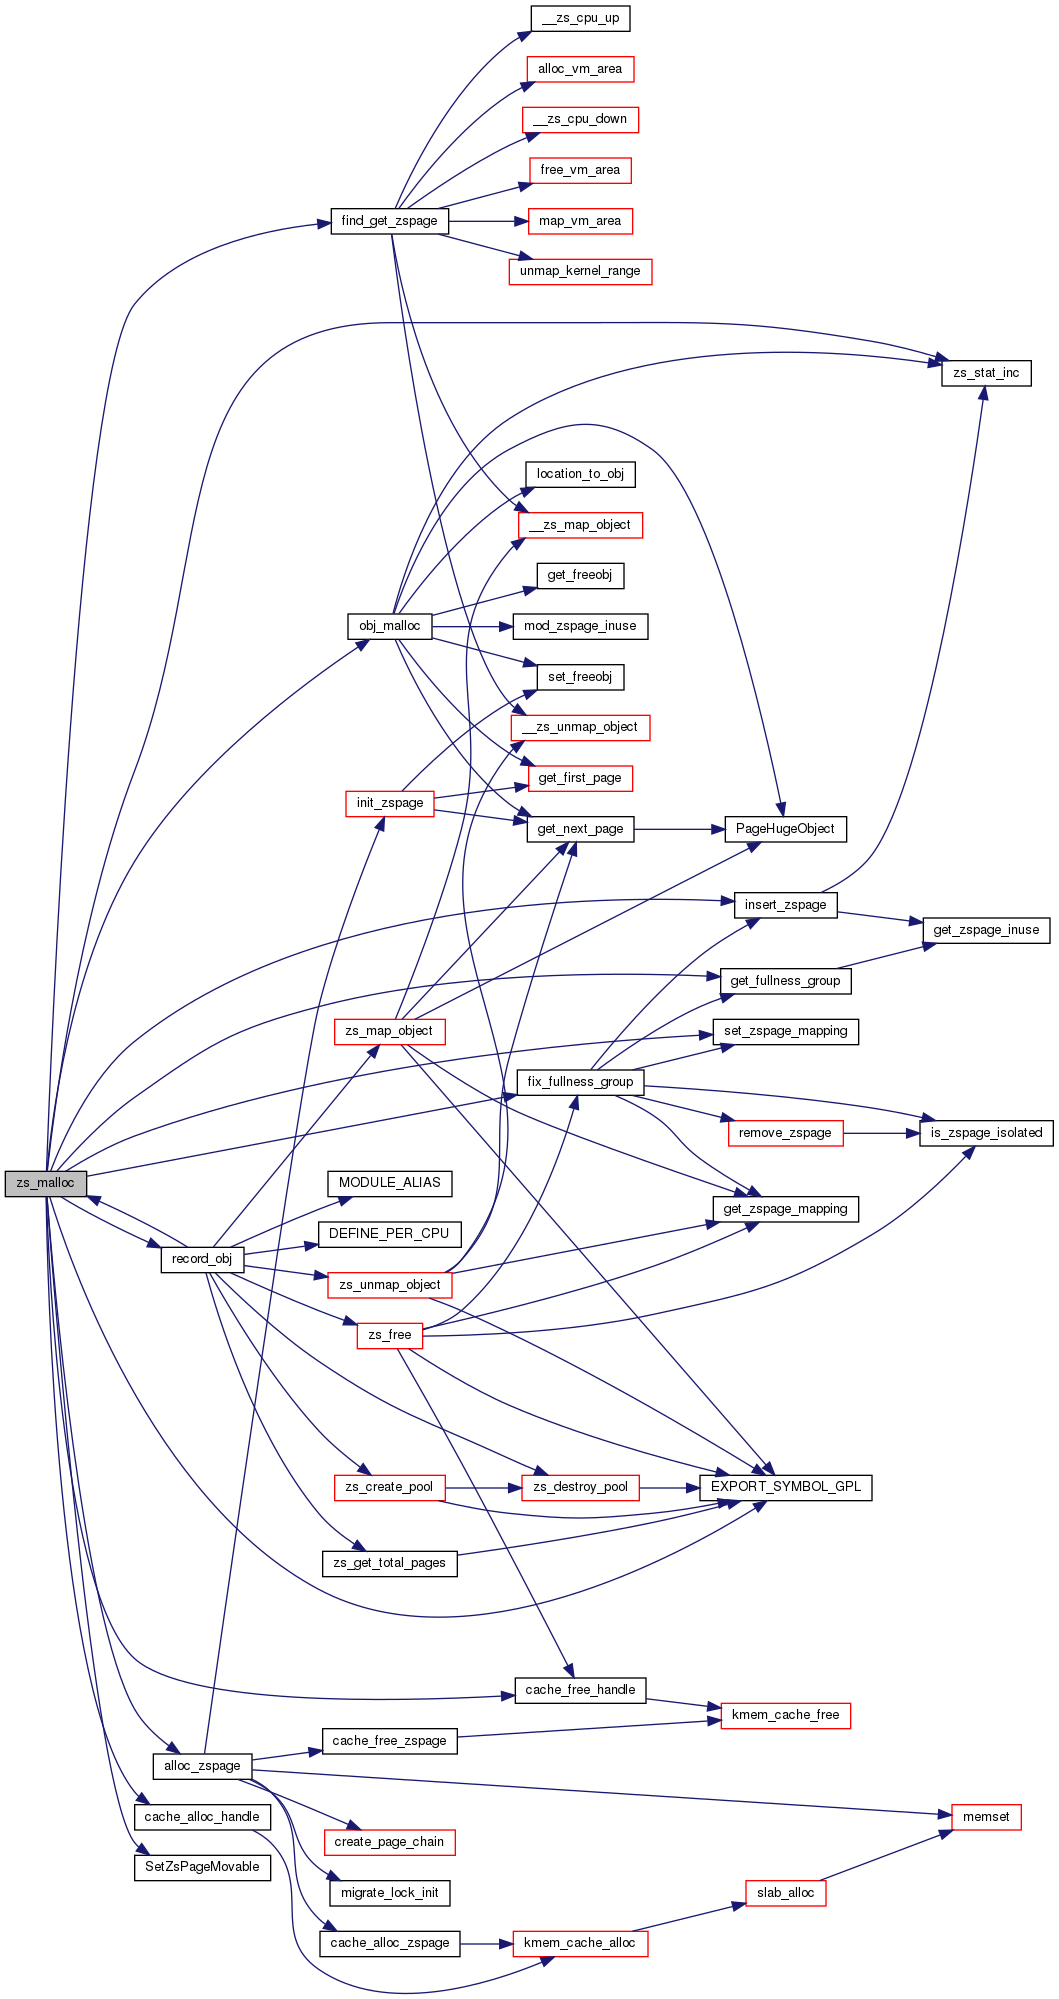 __zs_cpu_up
alloc_vm_area
__zs_cpu_down
free_vm_area
find_get_zspage
map_vm_area
unmap_kernel_range
zs_stat_inc
location_to_obj
__zs_map_object
get_freeobj
obj_malloc
mod_zspage_inuse
set_freeobj
__zs_unmap_object
get_first_page
init_zspage
get_next_page
PageHugeObject
insert_zspage
get_zspage_inuse
get_fullness_group
zs_map_object
set_zspage_mapping
fix_fullness_group
remove_zspage
is_zspage_isolated
zs_malloc
MODULE_ALIAS
get_zspage_mapping
DEFINE_PER_CPU
record_obj
zs_unmap_object
zs_free
zs_create_pool
zs_destroy_pool
EXPORT_SYMBOL_GPL
zs_get_total_pages
cache_free_handle
kmem_cache_free
cache_free_zspage
alloc_zspage
cache_alloc_handle
memset
create_page_chain
SetZsPageMovable
migrate_lock_init
slab_alloc
cache_alloc_zspage
kmem_cache_alloc